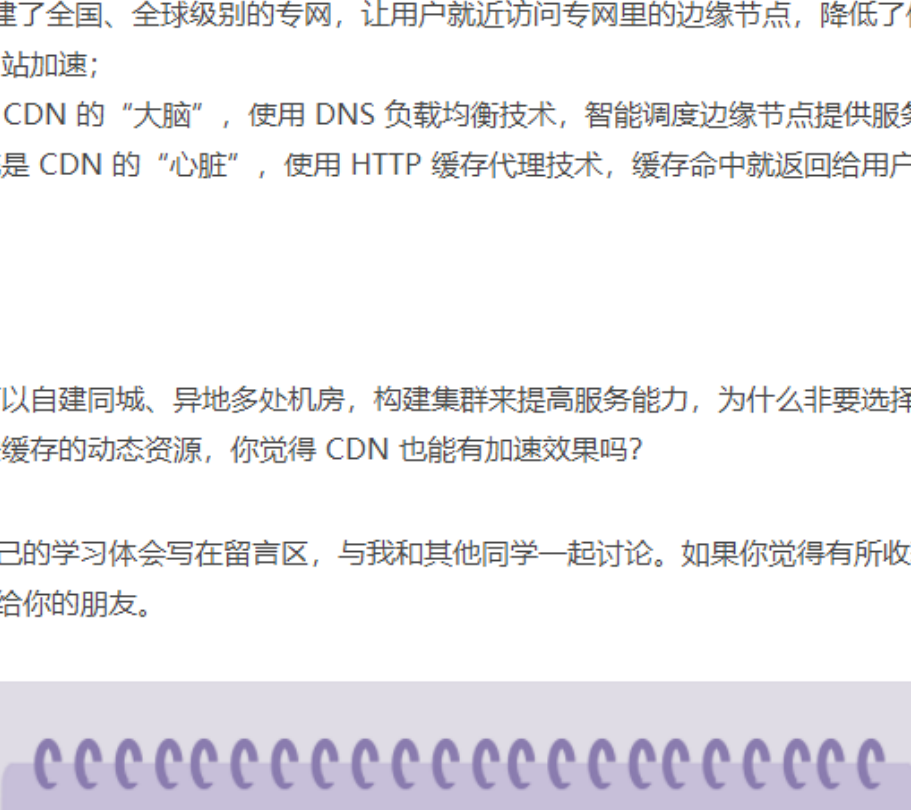 建了全国、全球级别的专网，让用户就近访问专网里的边缘节点，降低了
站加速；
CDN 的“大脑”，使用 DNS 负载均衡技术，智能调度边缘节点提供服务
是 CDN 的“心脏”，使用 HTTP 缓存代理技术，缓存命中就返回给用户
以自建同城、异地多处机房，构建集群来提高服务能力，为什么非要选择
缓存的动态资源，你觉得 CDN 也能有加速效果吗？
己的学习体会写在留言区，与我和其他同学一起讨论。如果你觉得有所收
给你的朋友。